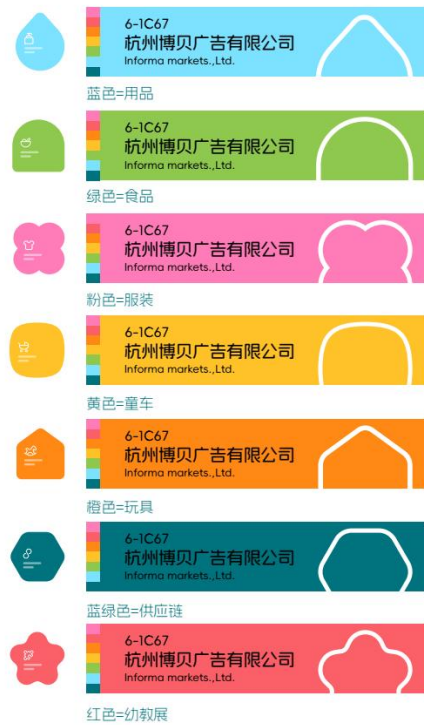 6-1C67
杭州博贝广告有限公司
Informa markets.,Ltd.
蓝色=用品
6-1C67
杭州博贝广告有限公司
Informa markets.,Ltd.
绿色=食品
6-1C67
杭州博贝广告有限公司
Informa markets.,Ltd.
粉色=服装
6-1C67
杭州博贝广告有限公司
Informa markets.,Ltd.
黄色=童车
6-1C67
杭州博贝广告有限公司
Informa markets.,Ltd.
橙色=玩具
6-1C67
杭州博贝广告有限公司
Informa markets.,Ltd.
蓝绿色=供应链
6-1C67
杭州博贝广告有限公司
Informa markets.,Ltd.
红色=幼教展